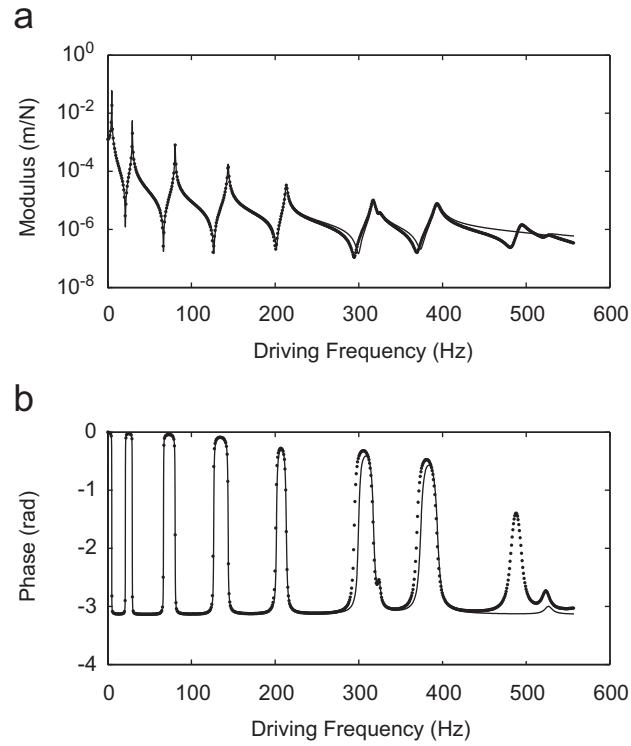 a
10^0
10^-2
10^-4
10^-6
10^-8
Modulus (m/N)
0 100 200 300 400 500 600
Driving Frequency (Hz)
b
0
-1
-2
-3
-4
Phase (rad)
0 100 200 300 400 500 600
Driving Frequency (Hz)